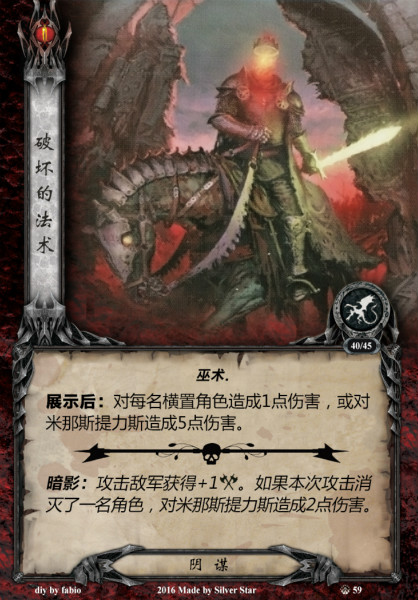 破坏的法术
40/45
巫术.
展示后：对每名横置角色造成1点伤害，或对
米那斯提力斯造成5点伤害。
暗影：攻击敌军获得+1。如果本次攻击消
灭了一名角色，对米那斯提力斯造成2点伤害。
阴谋
diy by fabio
2016 Made by Silver Star
59